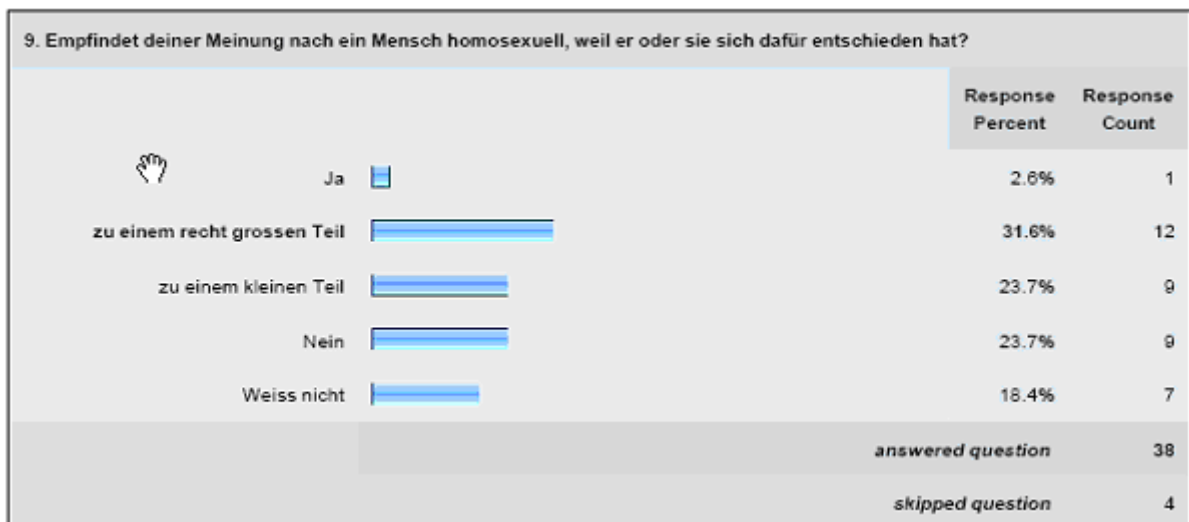 9. Empfindet deiner Meinung nach ein Mensch homosexuell, weil er oder sie sich dafür entschieden hat?
Response Percent Response Count
Ja 2.6% 1
zu einem recht grossen Teil 31.6% 12
zu einem kleinen Teil 23.7% 9
Nein 23.7% 9
Weiss nicht 18.4% 7
answered question 38
skipped question 4